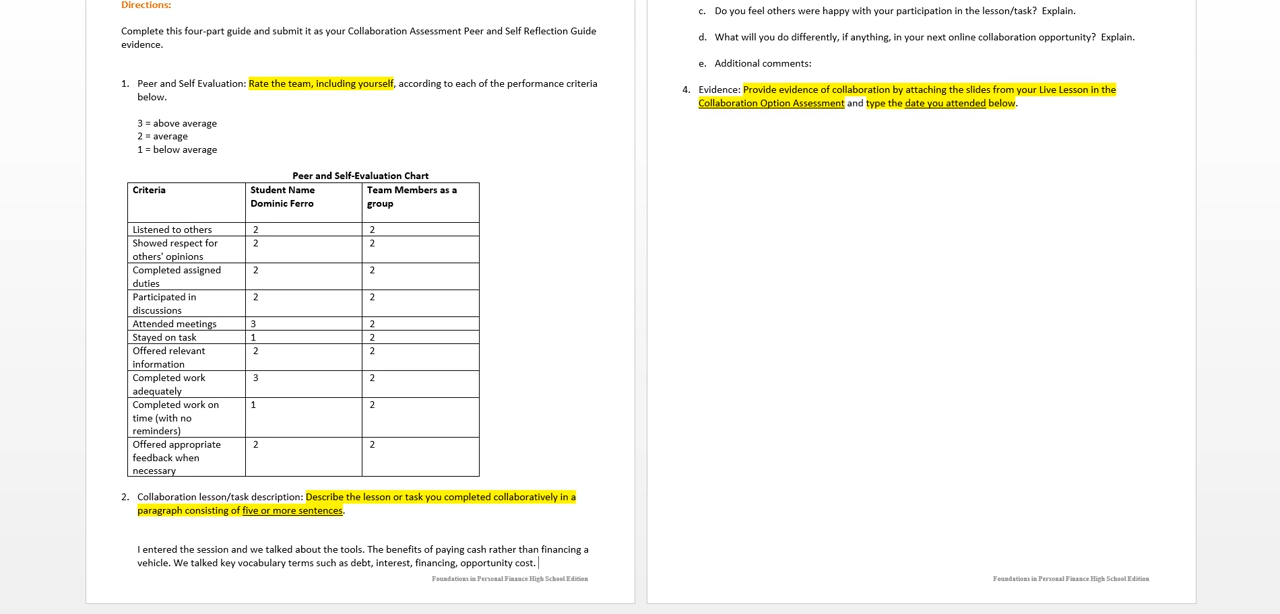 Directions:
Complete this four-part guide and submit it as your Collaboration Assessment Peer and Self Reflection Guide
evidence.
1. Peer and Self Evaluation: Rate the team, including yourself, according to each of the performance criteria
below.
3 = above average
2 = average
1 = below average
Peer and Self-Evaluation Chart
Criteria Student Name Team Members as a
Dominic Ferro group
Listened to others 2 2
Showed respect for 2 2
others' opinions
Completed assigned 2 2
duties
Participated in 2 2
discussions
Attended meetings 3 2
Stayed on task 1 2
Offered relevant 2 2
information
Completed work 3 2
adequately
Completed work on 1 2
time (with no
reminders)
Offered appropriate 2 2
feedback when
necessary
2. Collaboration lesson/task description: Describe the lesson or task you completed collaboratively in a
paragraph consisting of five or more sentences.
I entered the session and we talked about the tools. The benefits of paying cash rather than financing a
vehicle. We talked key vocabulary terms such as debt, interest, financing, opportunity cost.
Foundations in Personal Finance High School Edition
c. Do you feel others were happy with your participation in the lesson/task? Explain.
d. What will you do differently, if anything, in your next online collaboration opportunity? Explain.
e. Additional comments:
4. Evidence: Provide evidence of collaboration by attaching the slides from your Live Lesson in the
Collaboration Option Assessment and type the date you attended below.
Foundations in Personal Finance High School Edition